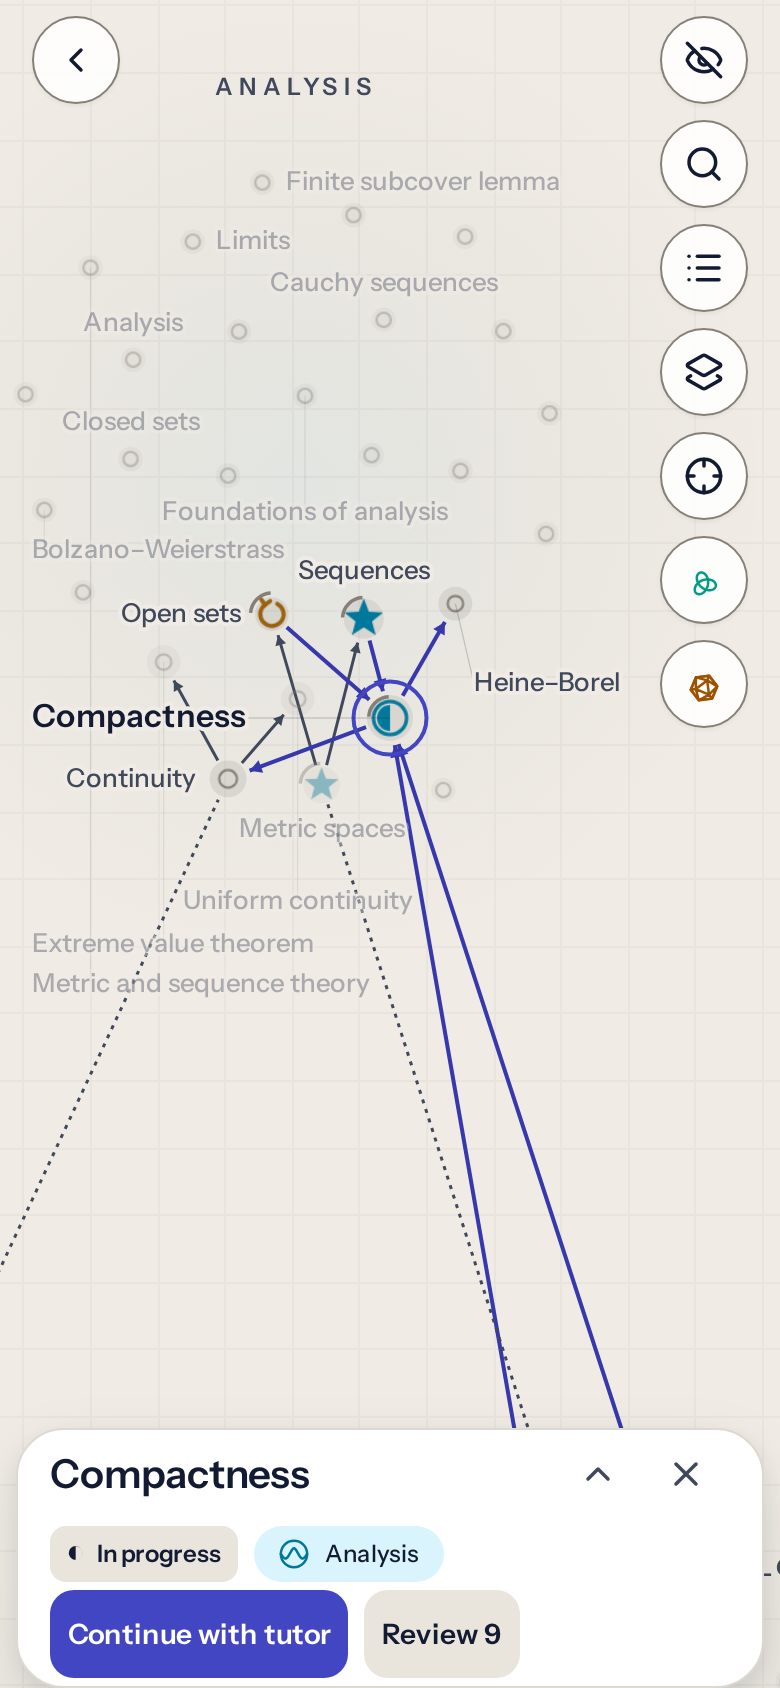 ANALYSIS
Finite subcover lemma
Limits
Cauchy sequences
Analysis
Closed sets
Foundations of analysis
Bolzano–Weierstrass
Sequences
Open sets
Heine–Borel
Compactness
Continuity
Metric spaces
Uniform continuity
Extreme value theorem
Metric and sequence theory
Compactness
In progress
Analysis
Continue with tutor
Review 9